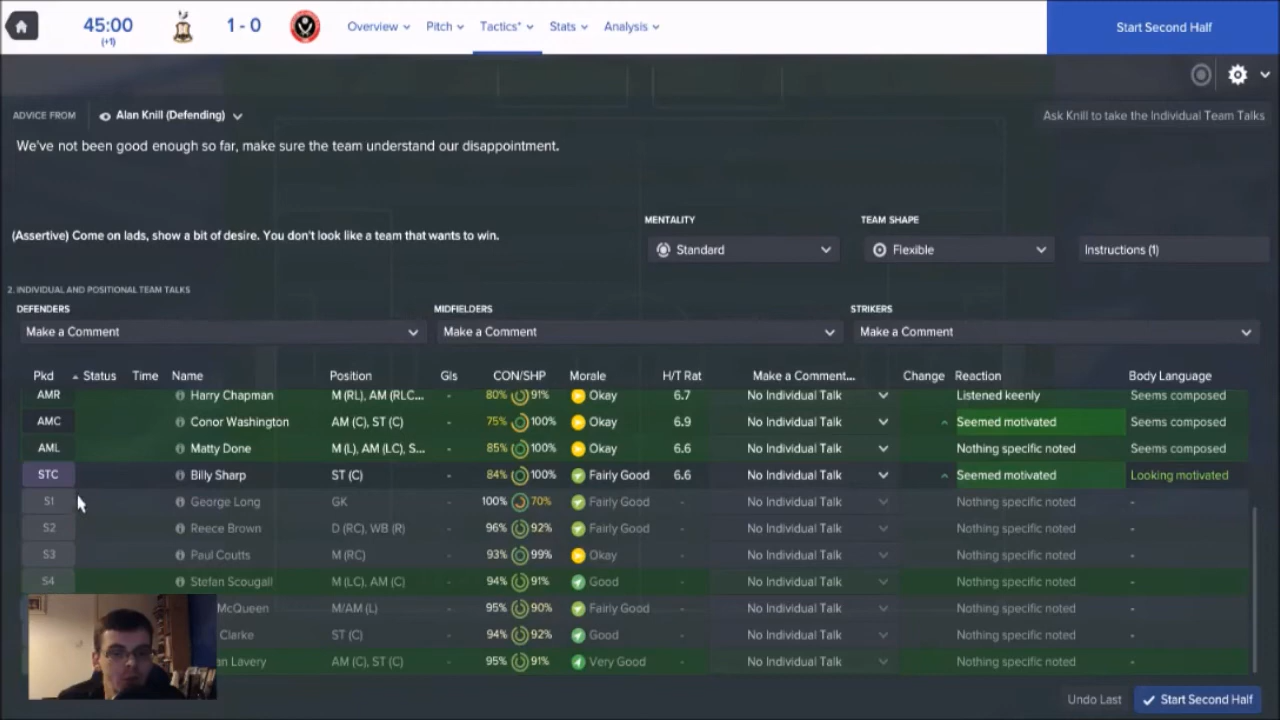 45:00 1 - 0 Overview Pitch Tactics* Stats Analysis Start Second Half
(+1)
ADVICE FROM Alan Knill (Defending) Ask Knill to take the Individual Team Talks
We've not been good enough so far, make sure the team understand our disappointment.
MENTALITY TEAM SHAPE
(Assertive) Come on lads, show a bit of desire. You don't look like a team that wants to win. Standard Flexible Instructions (1)
2. INDIVIDUAL AND POSITIONAL TEAM TALKS
DEFENDERS MIDFIELDERS STRIKERS
Make a Comment Make a Comment Make a Comment
Pkd Status Time Name Position Gls CON/SHP Morale H/T Rat Make a Comment... Change Reaction Body Language
AMR Harry Chapman M (RL), AM (RLC... - 80% 91% Okay 6.7 No Individual Talk Listened keenly Seems composed
AMC Conor Washington AM (C), ST (C) - 75% 100% Okay 6.9 No Individual Talk Seemed motivated Seems composed
AML Matty Done M (L), AM (LC), S... - 85% 100% Okay 6.6 No Individual Talk Nothing specific noted Seems composed
STC Billy Sharp ST (C) - 84% 100% Fairly Good 6.6 No Individual Talk Seemed motivated Looking motivated
S1 George Long GK - 100% 70% Fairly Good - No Individual Talk Nothing specific noted -
S2 Reece Brown D (RC), WB (R) - 96% 92% Fairly Good - No Individual Talk Nothing specific noted -
S3 Paul Coutts M (RC) - 93% 99% Okay - No Individual Talk Nothing specific noted -
S4 Stefan Scougall M (LC), AM (C) - 94% 91% Good - No Individual Talk Nothing specific noted -
McQueen M/AM (L) - 95% 90% Fairly Good - No Individual Talk Nothing specific noted -
Clarke ST (C) - 94% 92% Good - No Individual Talk Nothing specific noted -
an Lavery AM (C), ST (C) - 95% 91% Very Good - No Individual Talk Nothing specific noted -
Undo Last Start Second Half